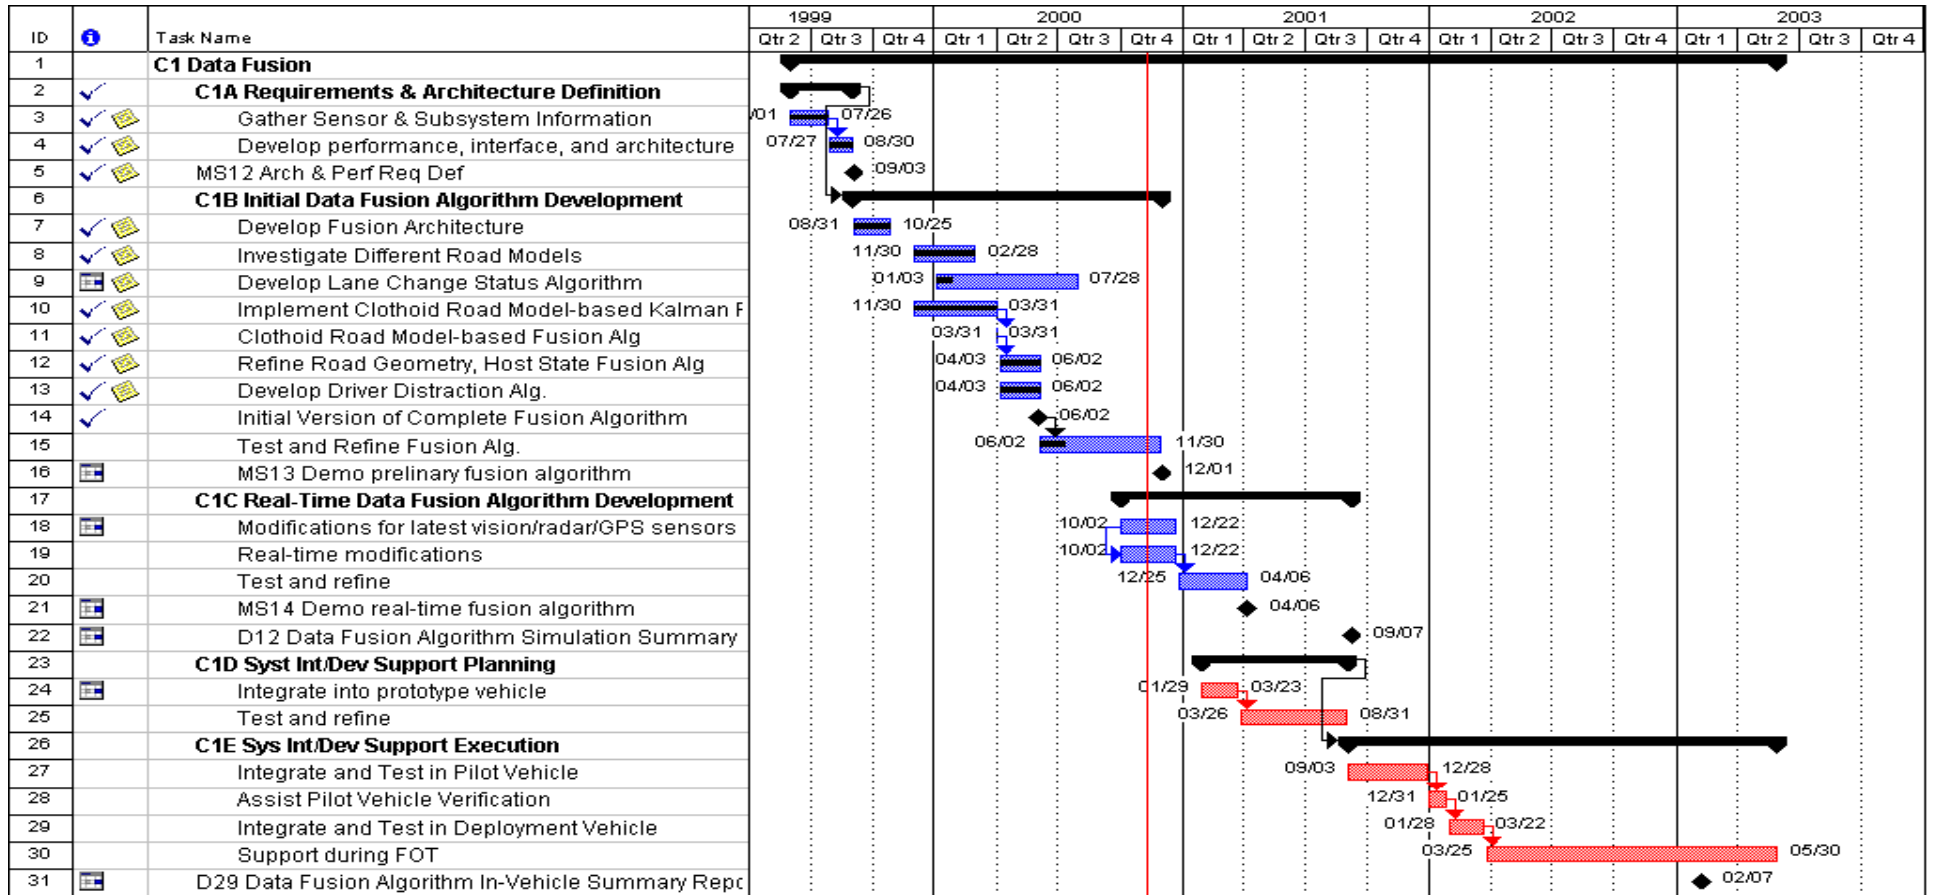 1999 2000 2001 2002 2003
ID Task Name Qtr 2 Qtr 3 Qtr 4 Qtr 1 Qtr 2 Qtr 3 Qtr 4 Qtr 1 Qtr 2 Qtr 3 Qtr 4 Qtr 1 Qtr 2 Qtr 3 Qtr 4 Qtr 1 Qtr 2 Qtr 3 Qtr 4
1 C1 Data Fusion
2 C1A Requirements & Architecture Definition
3 Gather Sensor & Subsystem Information /01 07/26
4 Develop performance, interface, and architecture 07/27 08/30
5 MS12 Arch & Perf Req Def 09/03
6 C1B Initial Data Fusion Algorithm Development
7 Develop Fusion Architecture 08/31 10/25
8 Investigate Different Road Models 11/30 02/28
9 Develop Lane Change Status Algorithm 01/03 07/28
10 Implement Clothoid Road Model-based Kalman F 11/30 03/31
11 Clothoid Road Model-based Fusion Alg 03/31 03/31
12 Refine Road Geometry, Host State Fusion Alg 04/03 06/02
13 Develop Driver Distraction Alg. 04/03 06/02
14 Initial Version of Complete Fusion Algorithm 06/02
15 Test and Refine Fusion Alg. 06/02 11/30
16 MS13 Demo prelinary fusion algorithm 12/01
17 C1C Real-Time Data Fusion Algorithm Development
18 Modifications for latest vision/radar/GPS sensors 10/02 12/22
19 Real-time modifications 10/02 12/22
20 Test and refine 12/25 04/06
21 MS14 Demo real-time fusion algorithm 04/06
22 D12 Data Fusion Algorithm Simulation Summary 09/07
23 C1D Syst Int/Dev Support Planning
24 Integrate into prototype vehicle 01/29 03/23
25 Test and refine 03/26 08/31
26 C1E Sys Int/Dev Support Execution
27 Integrate and Test in Pilot Vehicle 09/03 12/28
28 Assist Pilot Vehicle Verification 12/31 01/25
29 Integrate and Test in Deployment Vehicle 01/28 03/22
30 Support during FOT 03/25 05/30
31 D29 Data Fusion Algorithm In-Vehicle Summary Repo 02/07